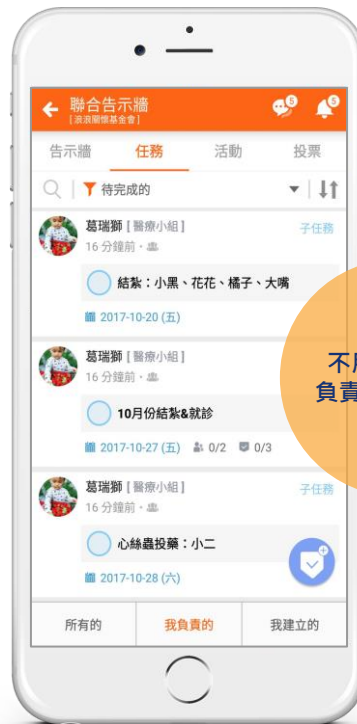 聯合告示牆
[浪浪關懷基金會]
5
5
告示牆 任務 活動 投票
待完成的
葛瑞獅 [醫療小組] 子任務
16 分鐘前
結紮：小黑、花花、橘子、大嘴
2017-10-20 (五)
葛瑞獅 [醫療小組]
16 分鐘前
10月份結紮&就診
2017-10-27 (五) 0/2 0/3
葛瑞獅 [醫療小組] 子任務
16 分鐘前
心絲蟲投藥：小二
2017-10-28 (六)
所有的 我負責的 我建立的
負責